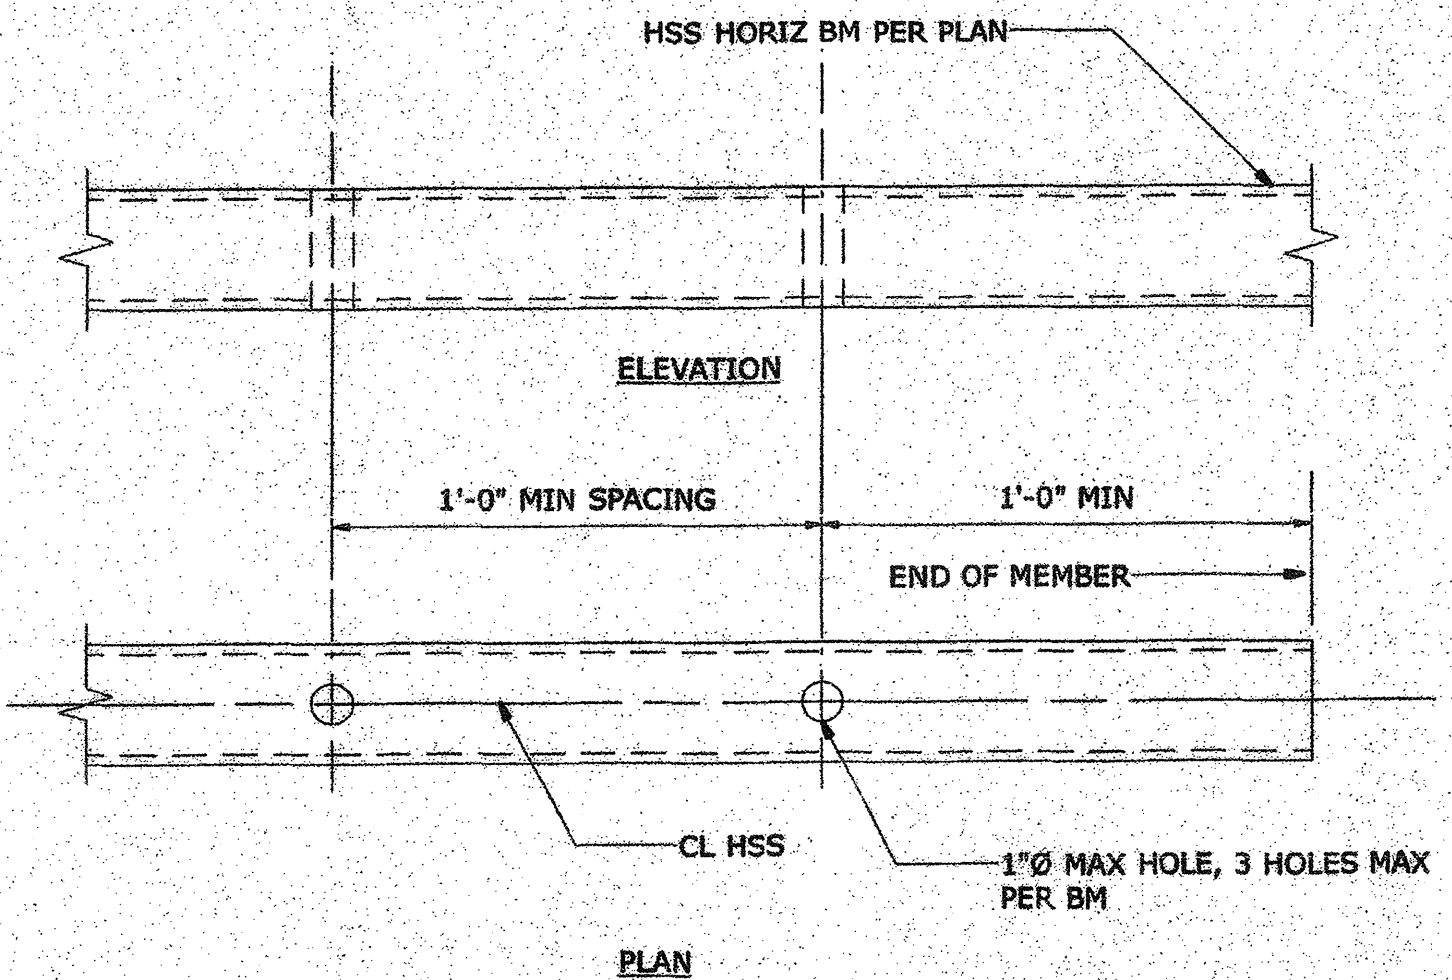 HSS HORIZ BM PER PLAN
ELEVATION
1'-0" MIN SPACING
1'-0" MIN
END OF MEMBER
CL HSS
1"Ø MAX HOLE, 3 HOLES MAX
PER BM
PLAN